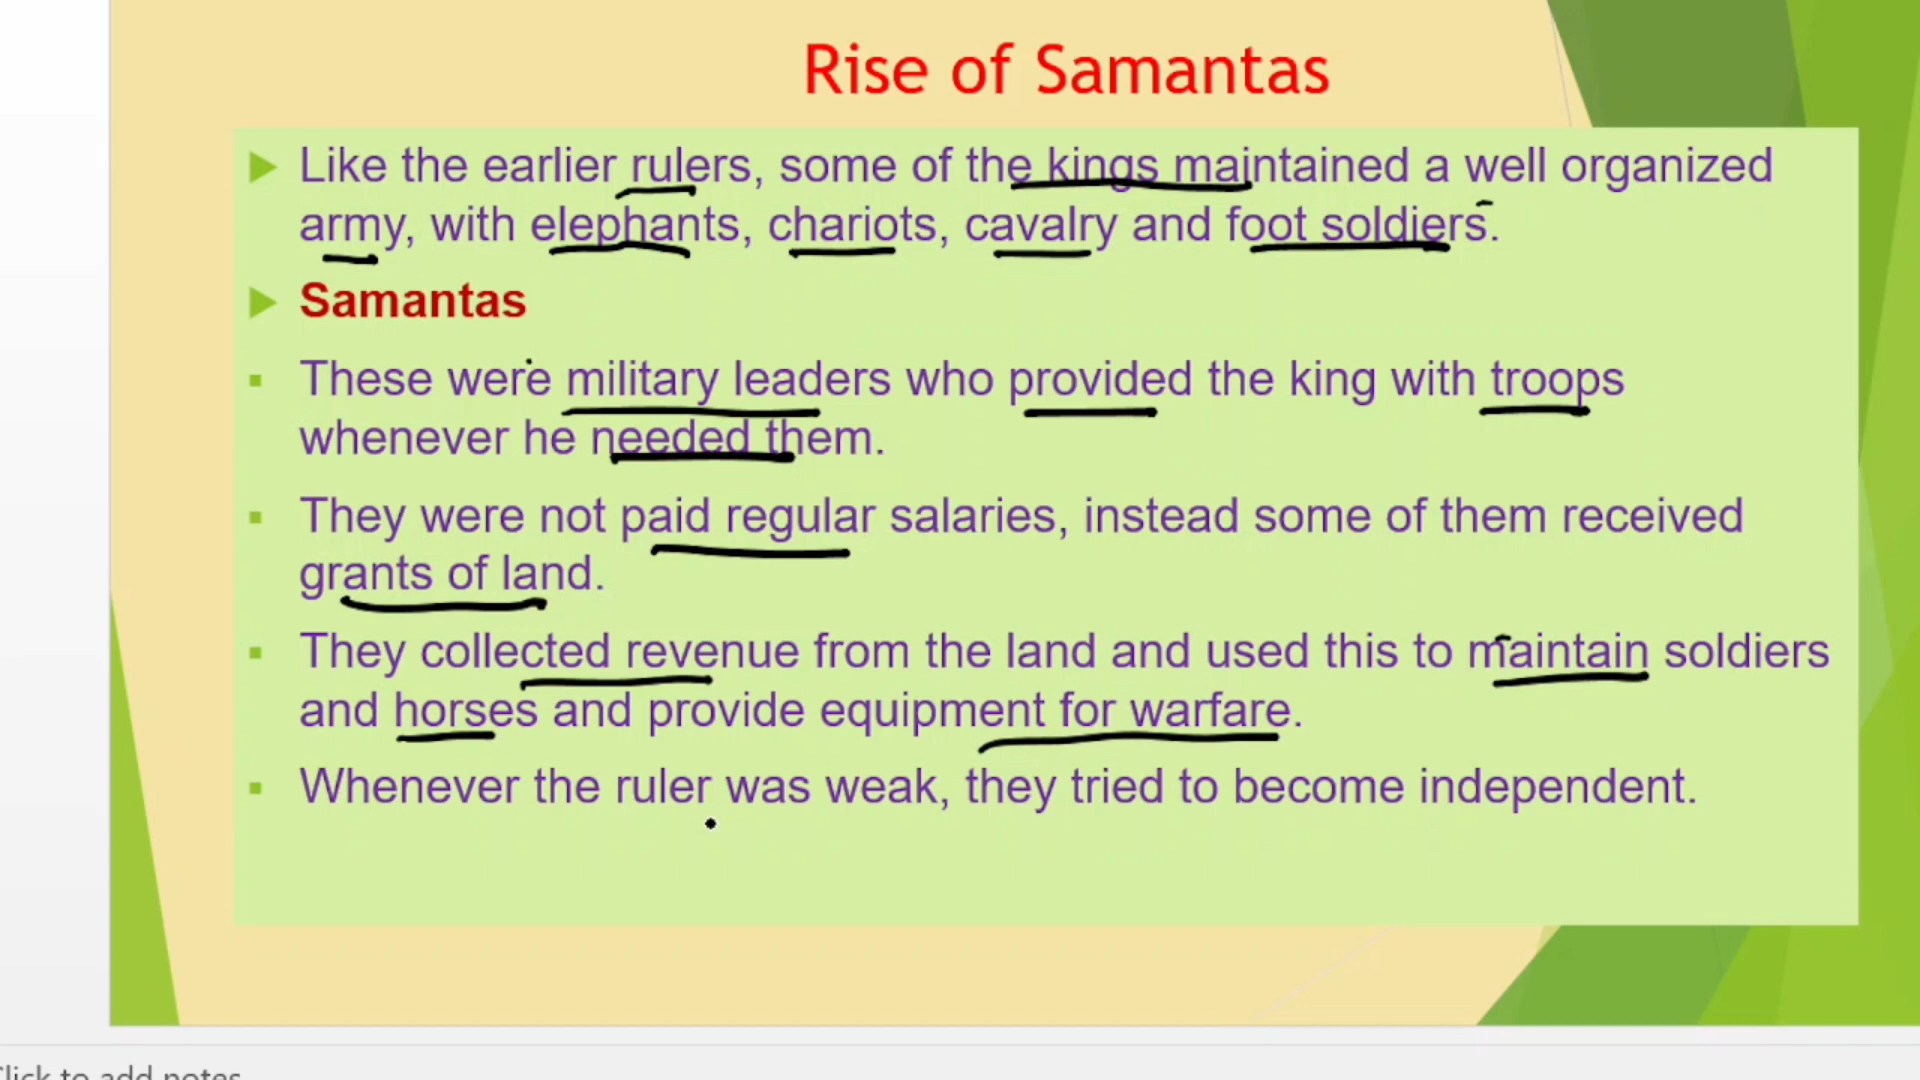 Rise of Samantas
Like the earlier rulers, some of the kings maintained a well organized
army, with elephants, chariots, cavalry and foot soldiers.
Samantas
These were military leaders who provided the king with troops
whenever he needed them.
They were not paid regular salaries, instead some of them received
grants of land.
They collected revenue from the land and used this to maintain soldiers
and horses and provide equipment for warfare.
Whenever the ruler was weak, they tried to become independent.
Click to add notes